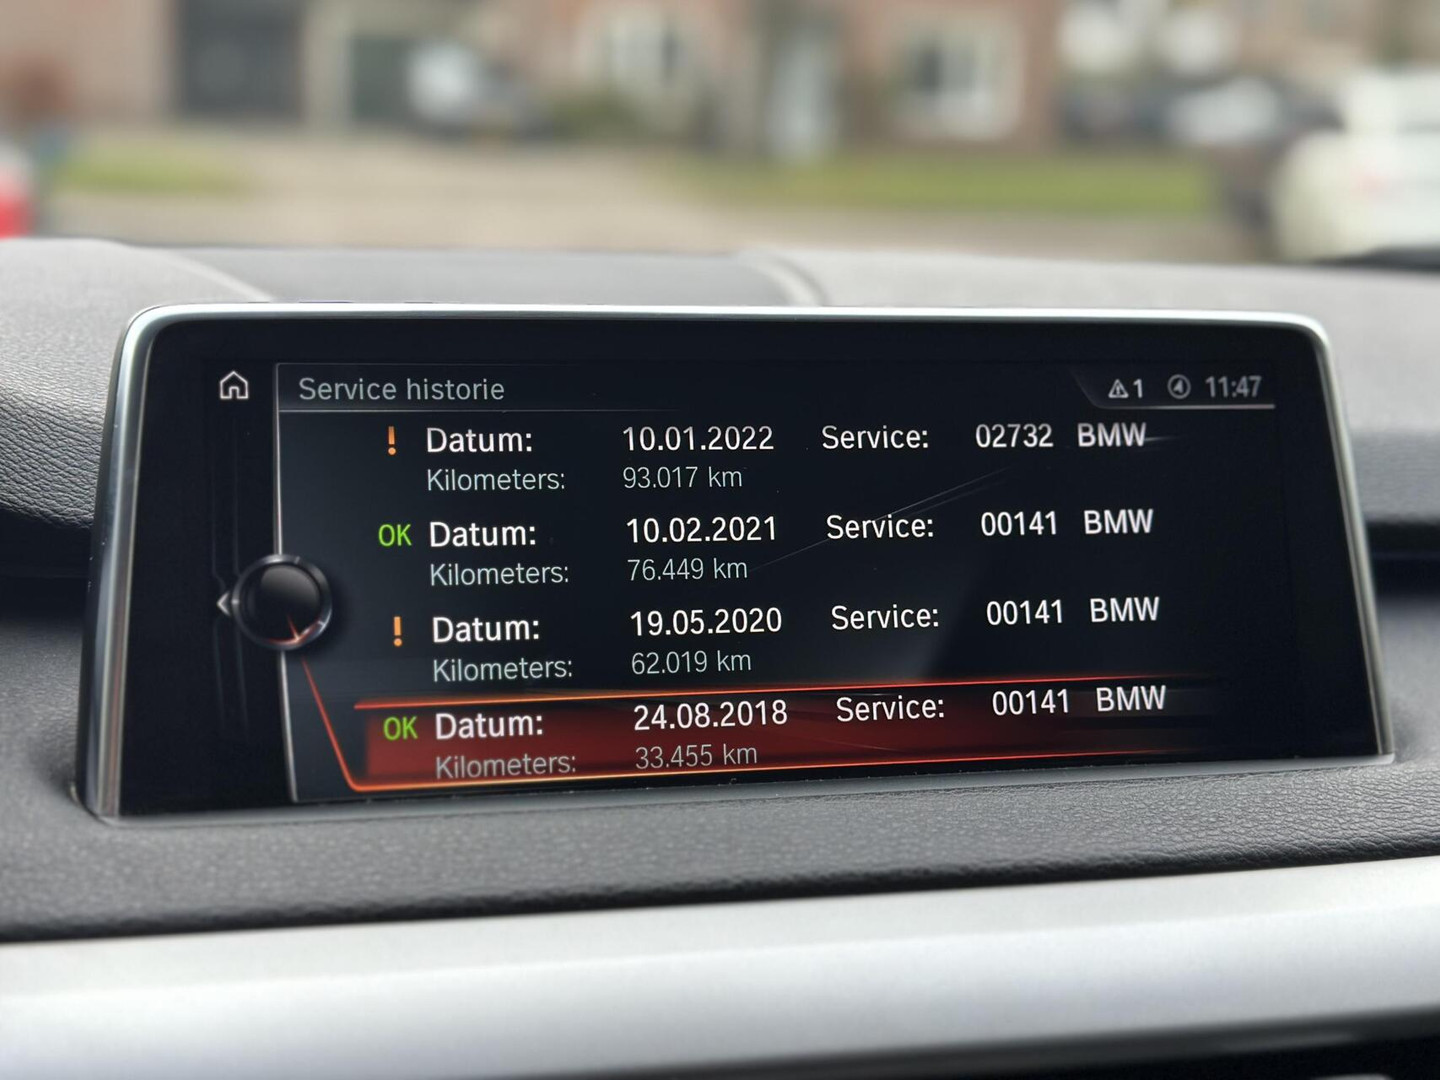 Service historie
1 11:47
! Datum: 10.01.2022 Service: 02732 BMW
Kilometers: 93.017 km
OK Datum: 10.02.2021 Service: 00141 BMW
Kilometers: 76.449 km
! Datum: 19.05.2020 Service: 00141 BMW
Kilometers: 62.019 km
OK Datum: 24.08.2018 Service: 00141 BMW
Kilometers: 33.455 km